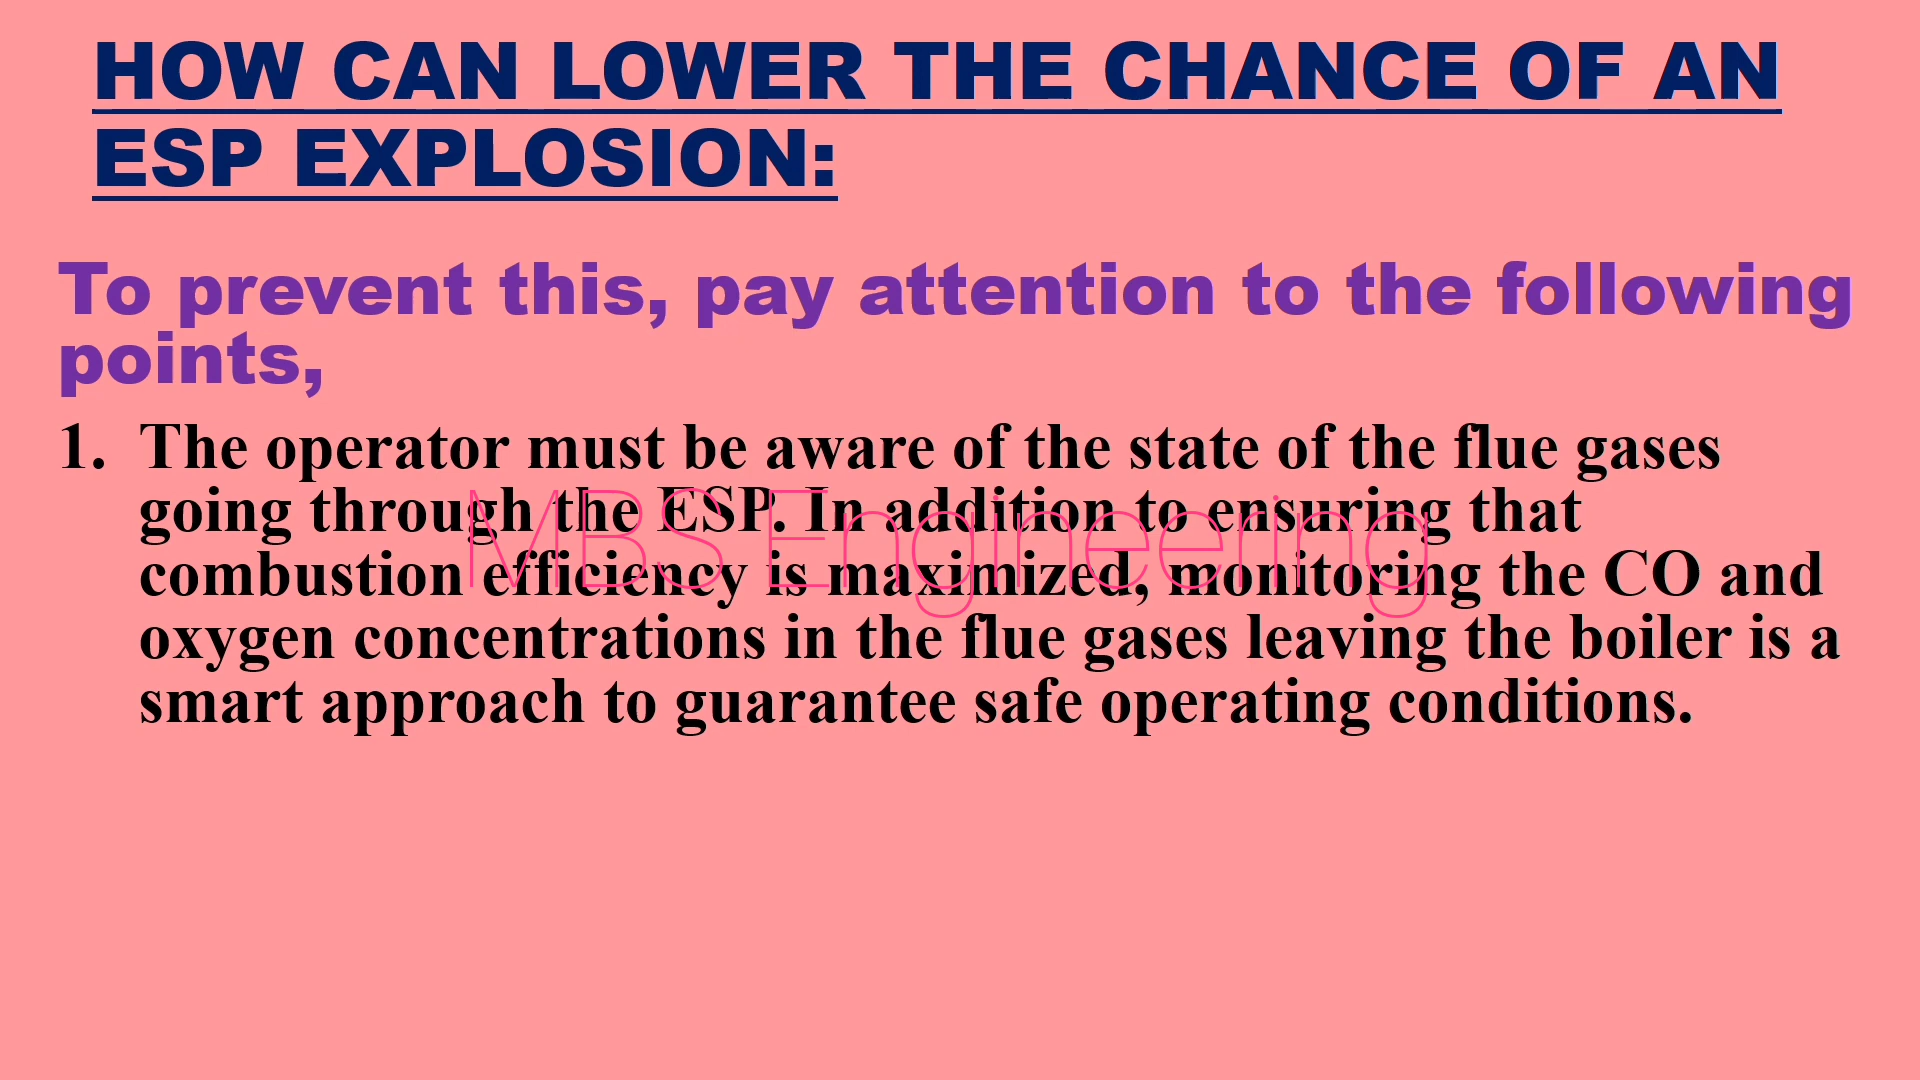 HOW CAN LOWER THE CHANCE OF AN
ESP EXPLOSION:
To prevent this, pay attention to the following
points,
1. The operator must be aware of the state of the flue gases
going through the ESP. In addition to ensuring that
combustion efficiency is maximized, monitoring the CO and
oxygen concentrations in the flue gases leaving the boiler is a
smart approach to guarantee safe operating conditions.
MBS Engineering